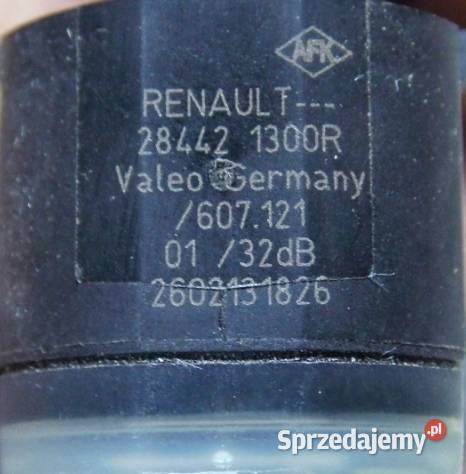 AFK
RENAULT---
28442 1300R
Valeo Germany
/607.121
01 /32dB
2602131826
Sprzedajemy.pl